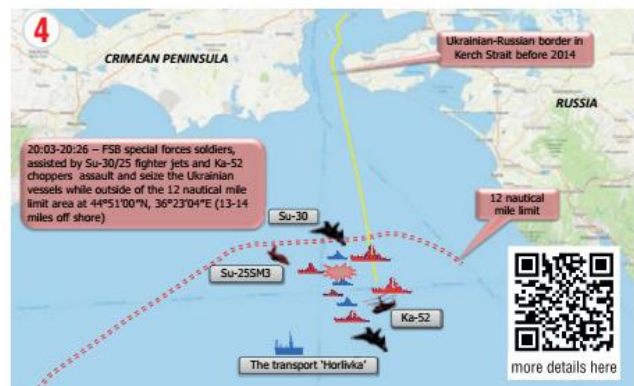 4
CRIMEAN PENINSULA
Ukrainian-Russian border in
Kerch Strait before 2014
RUSSIA
20:03-20:26 – FSB special forces soldiers,
assisted by Su-30/25 fighter jets and Ka-52
choppers assault and seize the Ukrainian
vessels while outside of the 12 nautical mile
limit area at 44°51'00"N, 36°23'04"E (13-14
miles off shore)
12 nautical
mile limit
Su-30
Su-25SM3
Ka-52
The transport 'Horlivka'
more details here